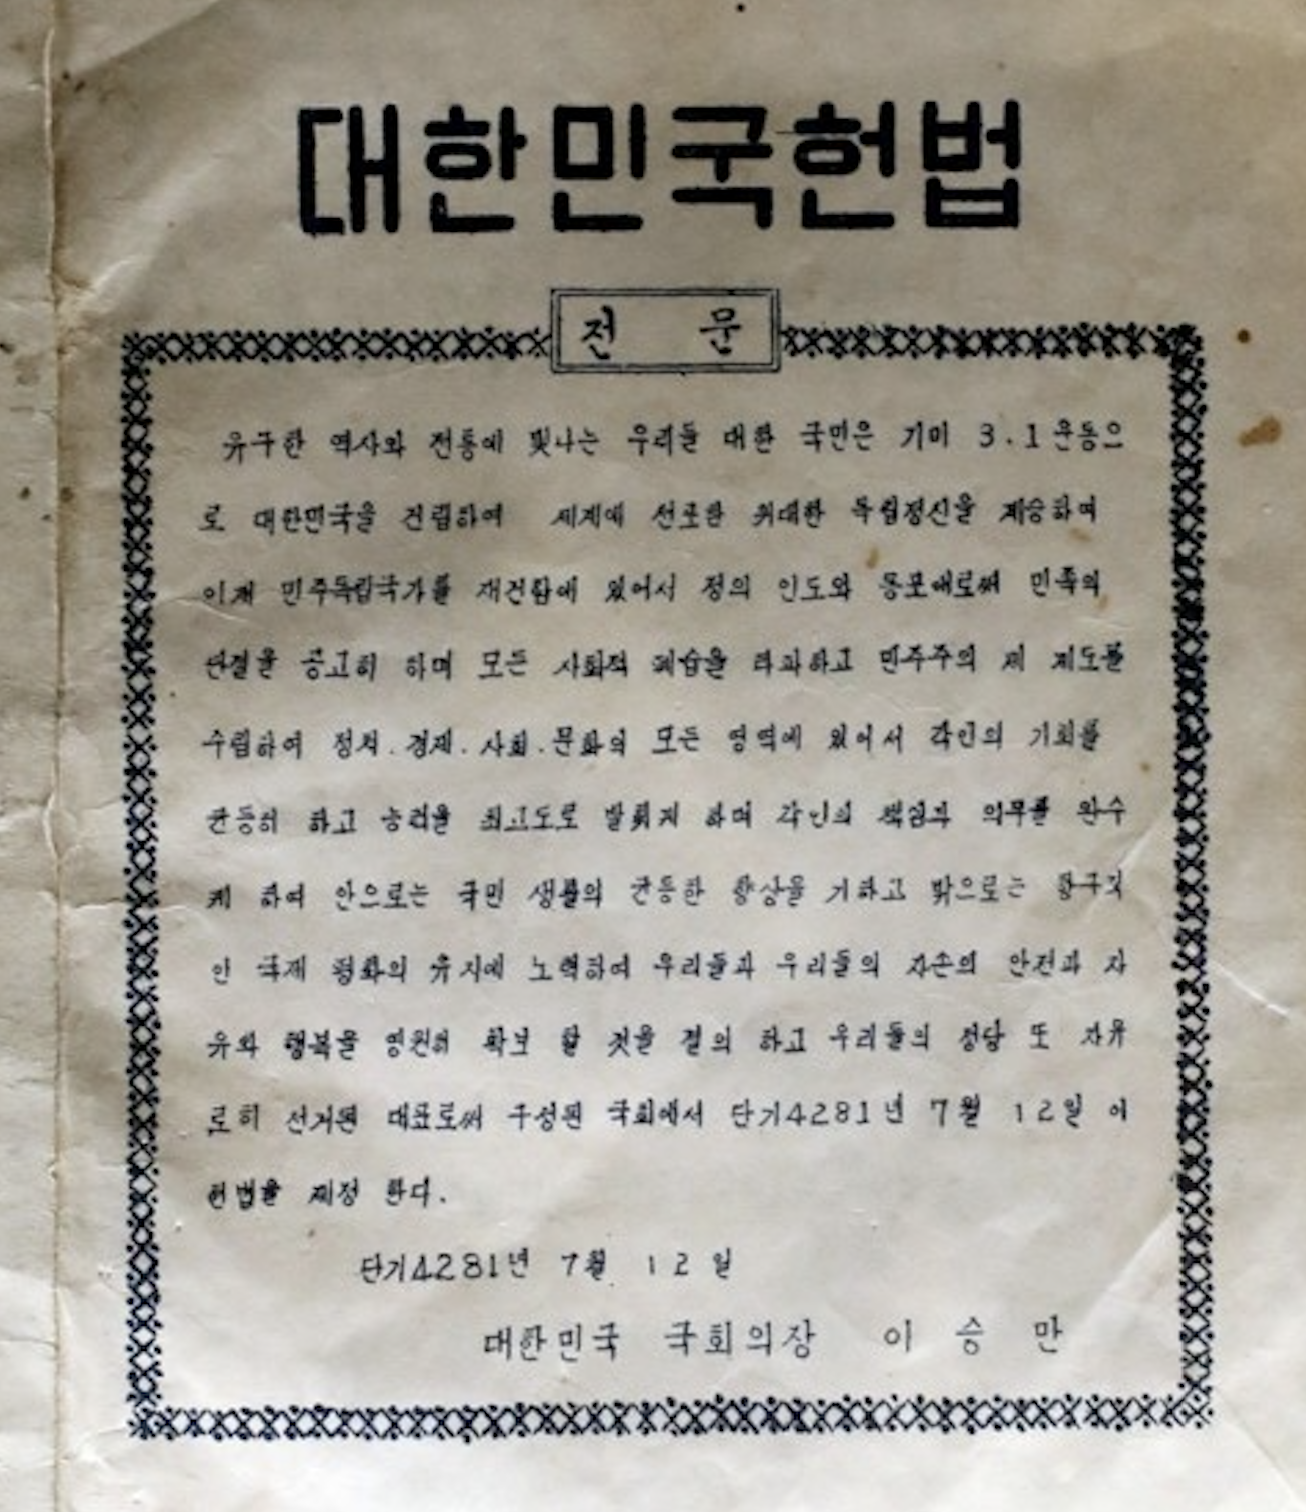 대한민국헌법
전 문
유구한 역사와 전통에 빛나는 우리들 대한 국민은 기미 3.1운동으
로 대한민국을 건립하여 세계에 선포한 위대한 독립정신을 계승하여
이제 민주독립국가를 재건함에 있어서 정의 인도와 동포애로써 민족의
단결을 공고히 하며 모든 사회적 폐습을 타파하고 민주주의 제 제도를
수립하여 정치.경제.사회.문화의 모든 영역에 있어서 각인의 기회를
균등히 하고 능력을 최고도로 발휘케 하며 각인의 책임과 의무를 완수
케 하여 안으로는 국민 생활의 균등한 향상을 기하고 밖으로는 항구적
인 국제 평화의 유지에 노력하여 우리들과 우리들의 자손의 안전과 자
유와 행복을 영원히 확보 할 것을 결의 하고 우리들의 정당 또 자유
로히 선거된 대표로써 구성된 국회에서 단기4281년 7월 12일 이
헌법을 제정 한다.
단기4281년 7월 12일
대한민국 국회의장 이 승 만